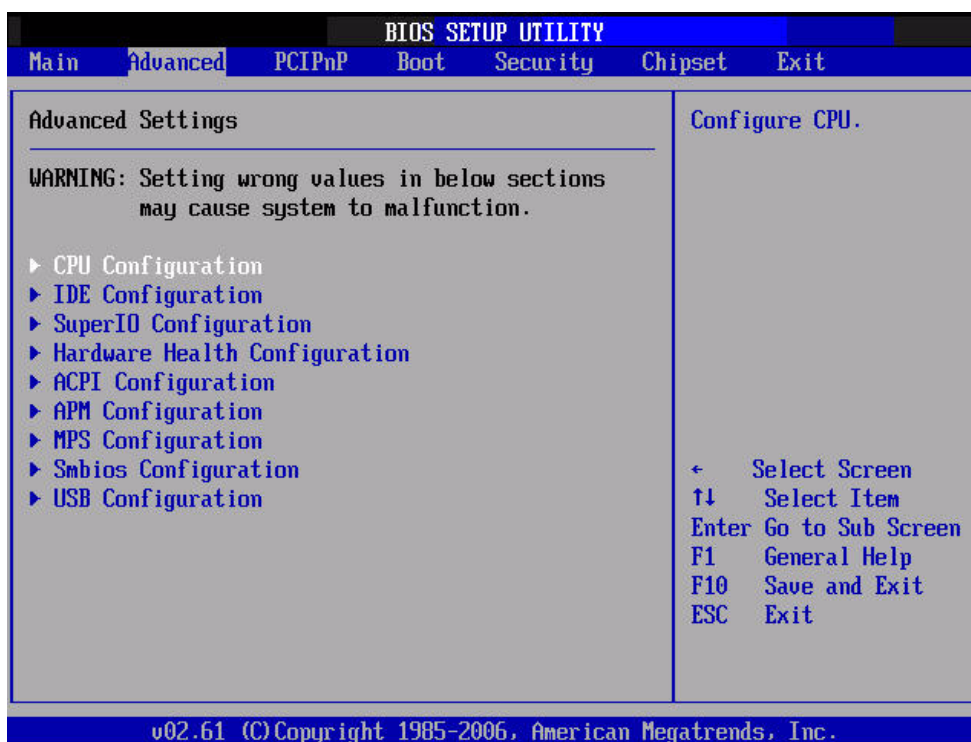 BIOS SETUP UTILITY
Main Advanced PCIPnP Boot Security Chipset Exit
Advanced Settings
WARNING: Setting wrong values in below sections
may cause system to malfunction.
▶ CPU Configuration
▶ IDE Configuration
▶ SuperIO Configuration
▶ Hardware Health Configuration
▶ ACPI Configuration
▶ APM Configuration
▶ MPS Configuration
▶ Smbios Configuration
▶ USB Configuration
Configure CPU.
← Select Screen
↑↓ Select Item
Enter Go to Sub Screen
F1 General Help
F10 Save and Exit
ESC Exit
v02.61 (C)Copyright 1985-2006, American Megatrends, Inc.